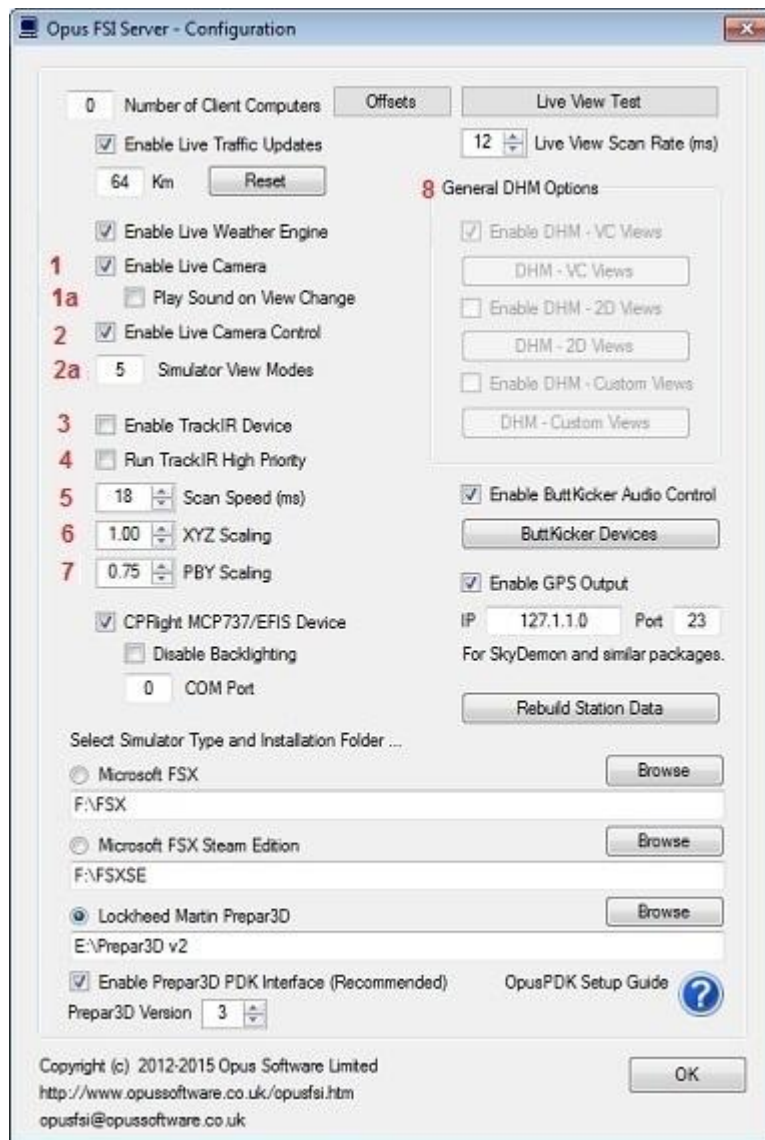 Opus FSI Server - Configuration
0 Number of Client Computers Offsets Live View Test
Enable Live Traffic Updates 12 Live View Scan Rate (ms)
64 Km Reset
8 General DHM Options
Enable Live Weather Engine Enable DHM - VC Views
1 Enable Live Camera DHM - VC Views
1a Play Sound on View Change Enable DHM - 2D Views
2 Enable Live Camera Control DHM - 2D Views
2a 5 Simulator View Modes Enable DHM - Custom Views
3 Enable TrackIR Device DHM - Custom Views
4 Run TrackIR High Priority
5 18 Scan Speed (ms) Enable ButtKicker Audio Control
6 1.00 XYZ Scaling ButtKicker Devices
7 0.75 PBY Scaling Enable GPS Output
CPFlight MCP737/EFIS Device IP 127.1.1.0 Port 23
Disable Backlighting For SkyDemon and similar packages.
0 COM Port Rebuild Station Data
Select Simulator Type and Installation Folder ...
Microsoft FSX Browse
F:\FSX
Microsoft FSX Steam Edition Browse
F:\FSXSE
Lockheed Martin Prepar3D Browse
E:\Prepar3D v2
Enable Prepar3D PDK Interface (Recommended) OpusPDK Setup Guide ?
Prepar3D Version 3
Copyright (c) 2012-2015 Opus Software Limited OK
http://www.opussoftware.co.uk/opusfsi.htm
opusfsi@opussoftware.co.uk